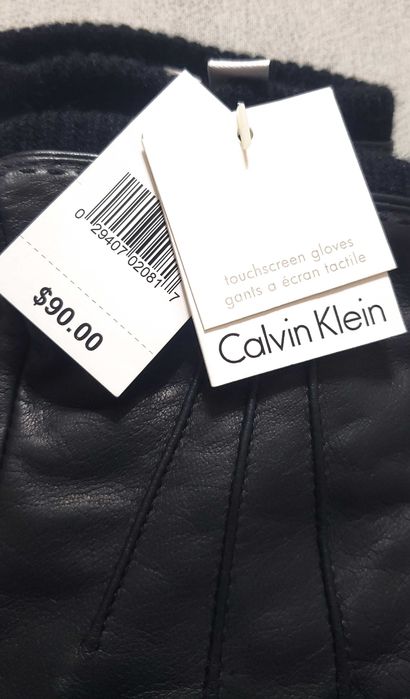 0 29407 02081 7
$90.00
touchscreen gloves
gants a écran tactile
Calvin Klein